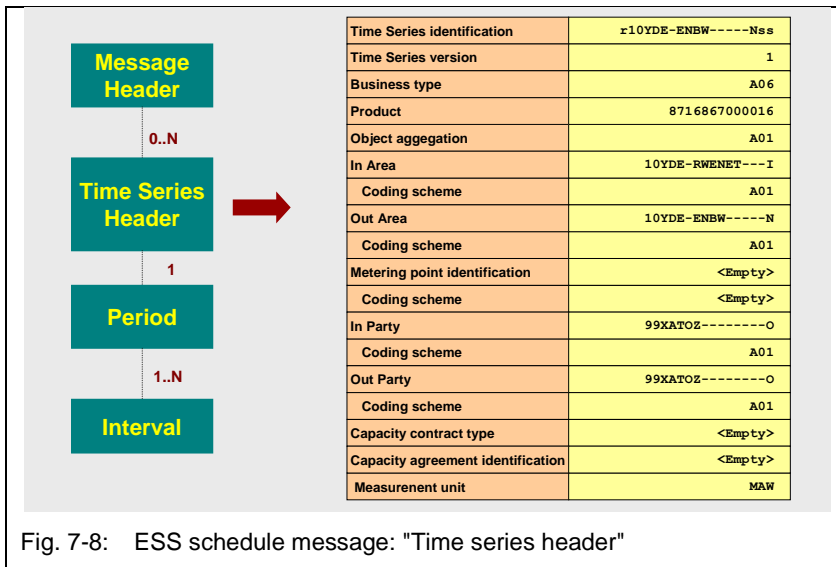 Message
Header
0..N
Time Series
Header
1
Period
1..N
Interval
Time Series identification r10YDE-ENBW-----Nss
Time Series version 1
Business type A06
Product 8716867000016
Object aggegation A01
In Area 10YDE-RWENET---I
Coding scheme A01
Out Area 10YDE-ENBW-----N
Coding scheme A01
Metering point identification <Empty>
Coding scheme <Empty>
In Party 99XATOZ--------O
Coding scheme A01
Out Party 99XATOZ--------O
Coding scheme A01
Capacity contract type <Empty>
Capacity agreement identification <Empty>
Measurenent unit MAW
Fig. 7-8: ESS schedule message: "Time series header"